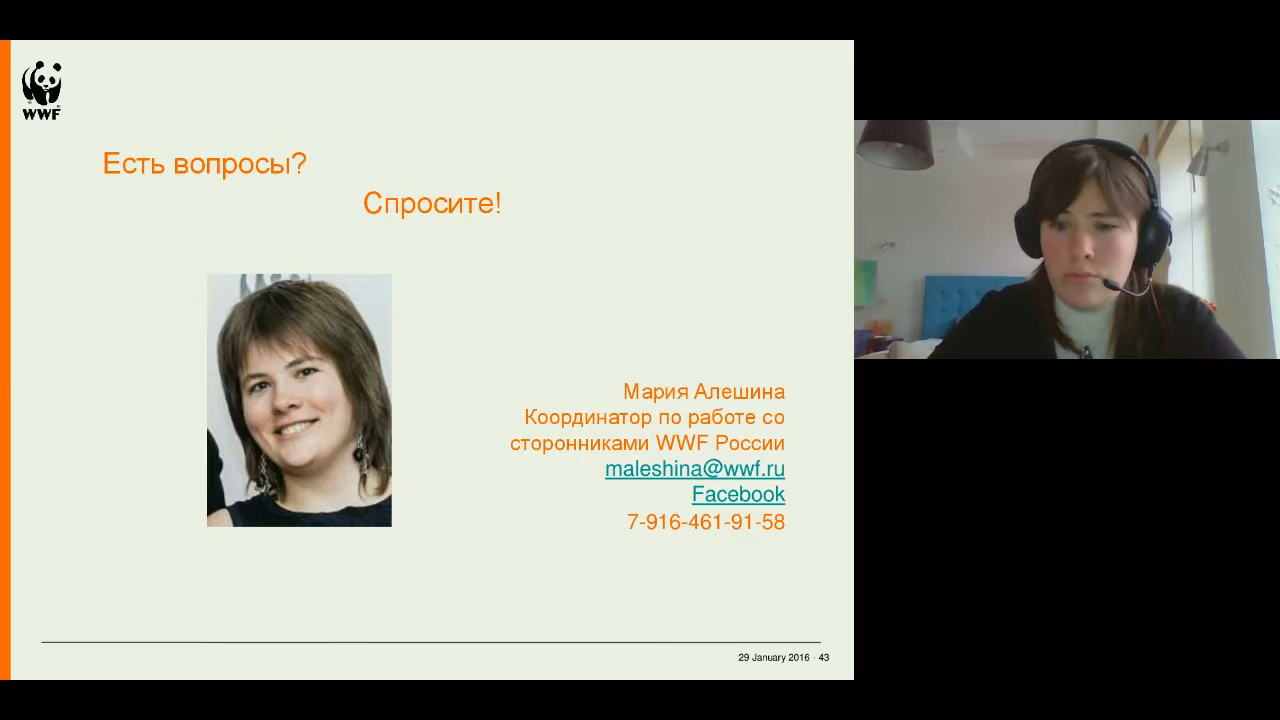 WWF
Есть вопросы?
Спросите!
Мария Алешина
Координатор по работе со
сторонниками WWF России
maleshina@wwf.ru
Facebook
7-916-461-91-58
29 January 2016 - 43